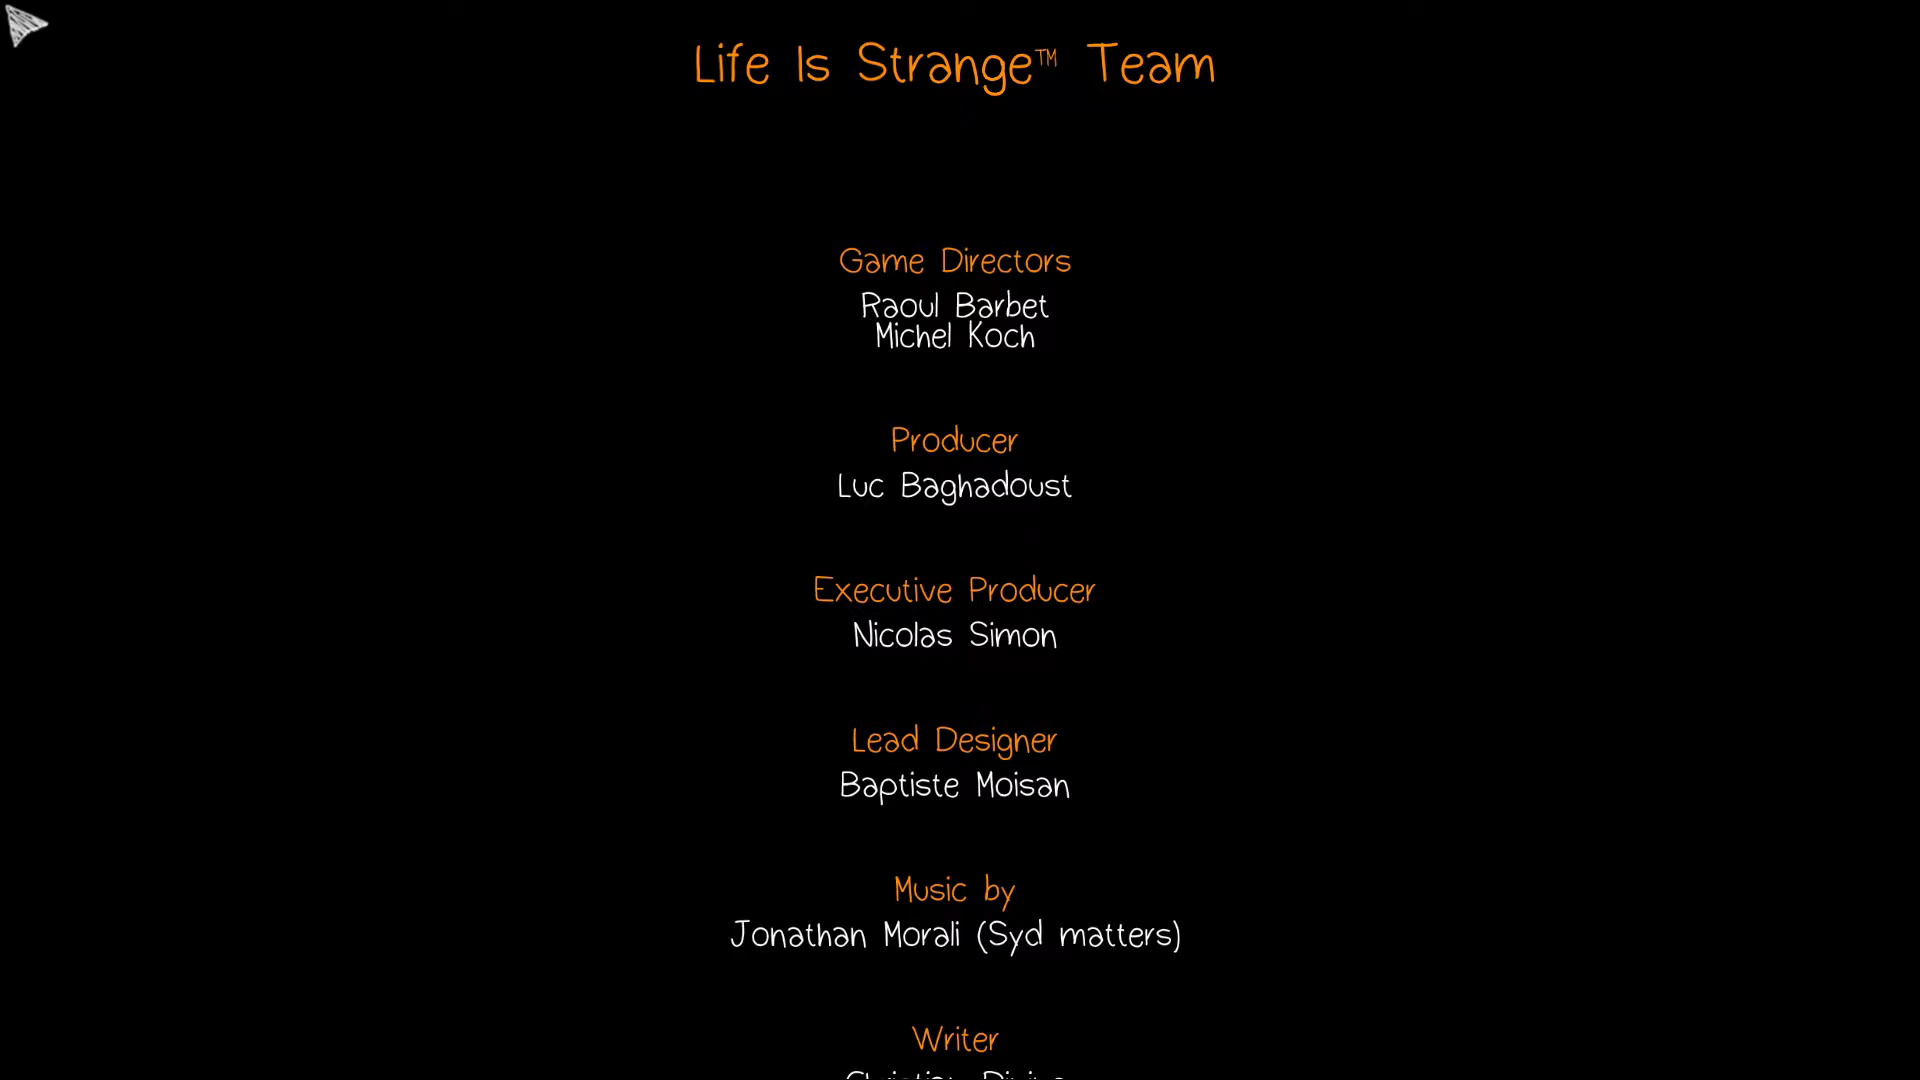 Life Is Strange™ Team
Game Directors
Raoul Barbet
Michel Koch
Producer
Luc Baghadoust
Executive Producer
Nicolas Simon
Lead Designer
Baptiste Moisan
Music by
Jonathan Morali (Syd matters)
Writer